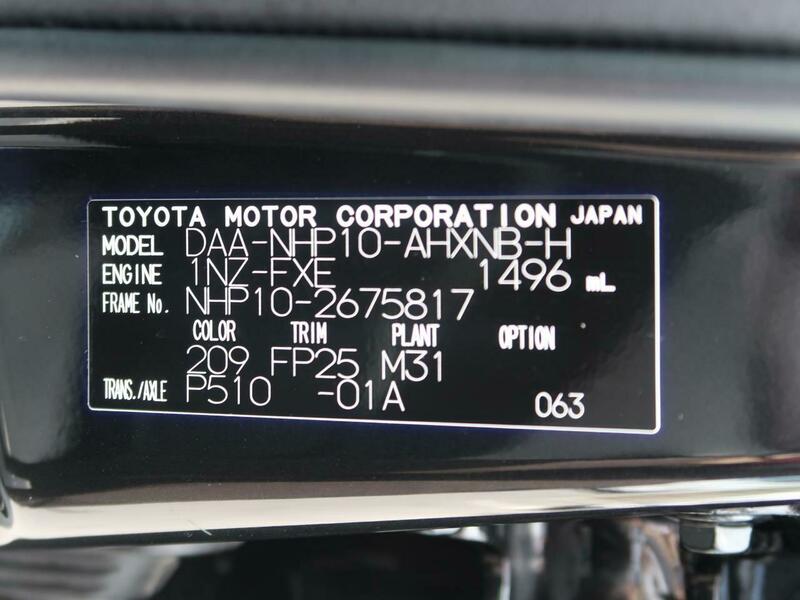 TOYOTA MOTOR CORPORATION JAPAN
MODEL DAA-NHP10-AHXNB-H
ENGINE 1NZ-FXE 1496 mL
FRAME No. NHP10-2675817
COLOR TRIM PLANT OPTION
209 FP25 M31
TRANS./AXLE P510 -01A 063